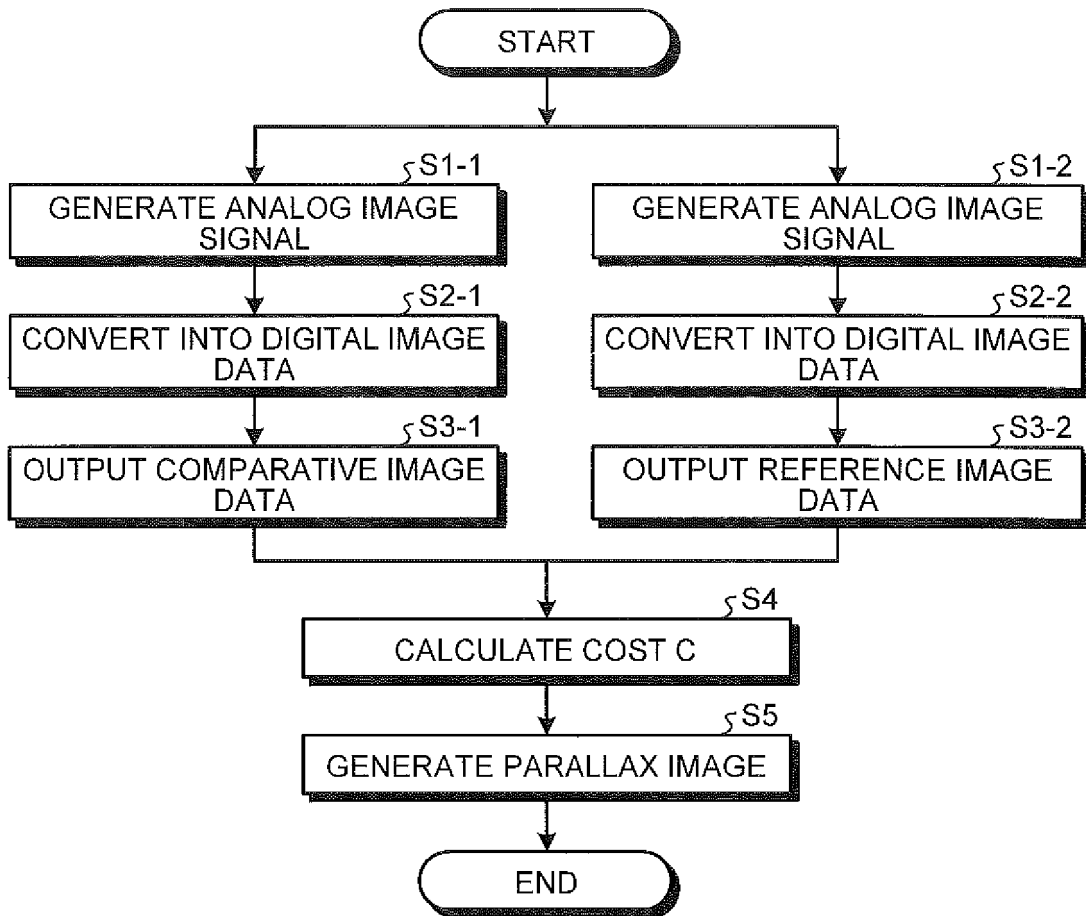 START
S1-1
GENERATE ANALOG IMAGE
SIGNAL
S2-1
CONVERT INTO DIGITAL IMAGE
DATA
S3-1
OUTPUT COMPARATIVE IMAGE
DATA
S1-2
GENERATE ANALOG IMAGE
SIGNAL
S2-2
CONVERT INTO DIGITAL IMAGE
DATA
S3-2
OUTPUT REFERENCE IMAGE
DATA
S4
CALCULATE COST C
S5
GENERATE PARALLAX IMAGE
END